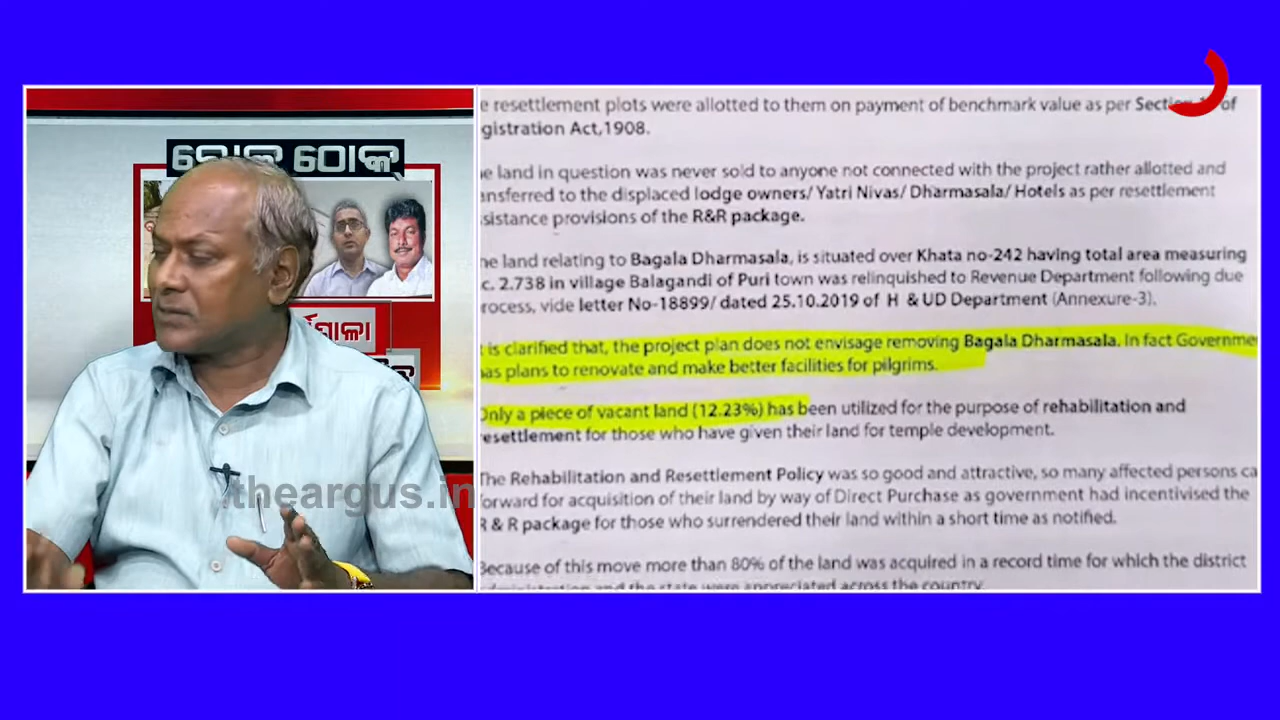 ଠୋକ୍
theargus.in
e resettlement plots were allotted to them on payment of benchmark value as per Section of
gistration Act,1908.
e land in question was never sold to anyone not connected with the project rather allotted and
ansferred to the displaced lodge owners/ Yatri Nivas/ Dharmasala/ Hotels as per resettlement
sistance provisions of the R&R package.
he land relating to Bagala Dharmasala, is situated over Khata no-242 having total area measuring
c. 2.738 in village Balagandi of Puri town was relinquished to Revenue Department following due
rocess, vide letter No-18899/ dated 25.10.2019 of H & UD Department (Annexure-3).
t is clarified that, the project plan does not envisage removing Bagala Dharmasala. In fact Governme
as plans to renovate and make better facilities for pilgrims.
Only a piece of vacant land (12.23%) has been utilized for the purpose of rehabilitation and
esettlement for those who have given their land for temple development.
The Rehabilitation and Resettlement Policy was so good and attractive, so many affected persons ca
orward for acquisition of their land by way of Direct Purchase as government had incentivised the
R & R package for those who surrendered their land within a short time as notified.
Because of this move more than 80% of the land was acquired in a record time for which the district
and the state were appreciated across the country.